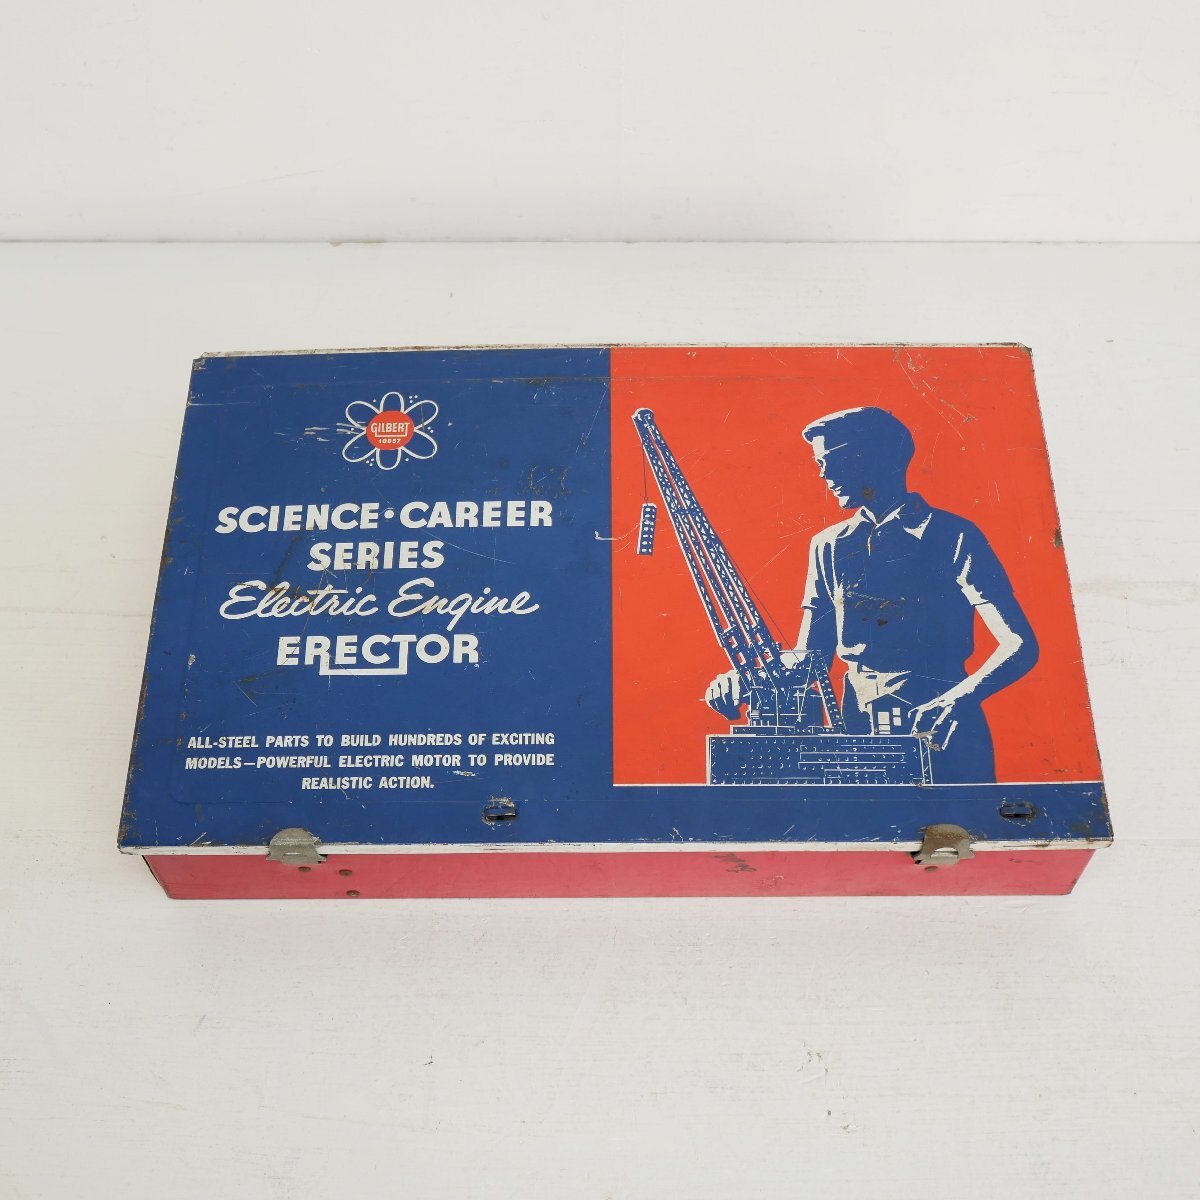 GILBERT
10057
SCIENCE•CAREER
SERIES
Electric Engine
ERECTOR
ALL-STEEL PARTS TO BUILD HUNDREDS OF EXCITING
MODELS—POWERFUL ELECTRIC MOTOR TO PROVIDE
REALISTIC ACTION.